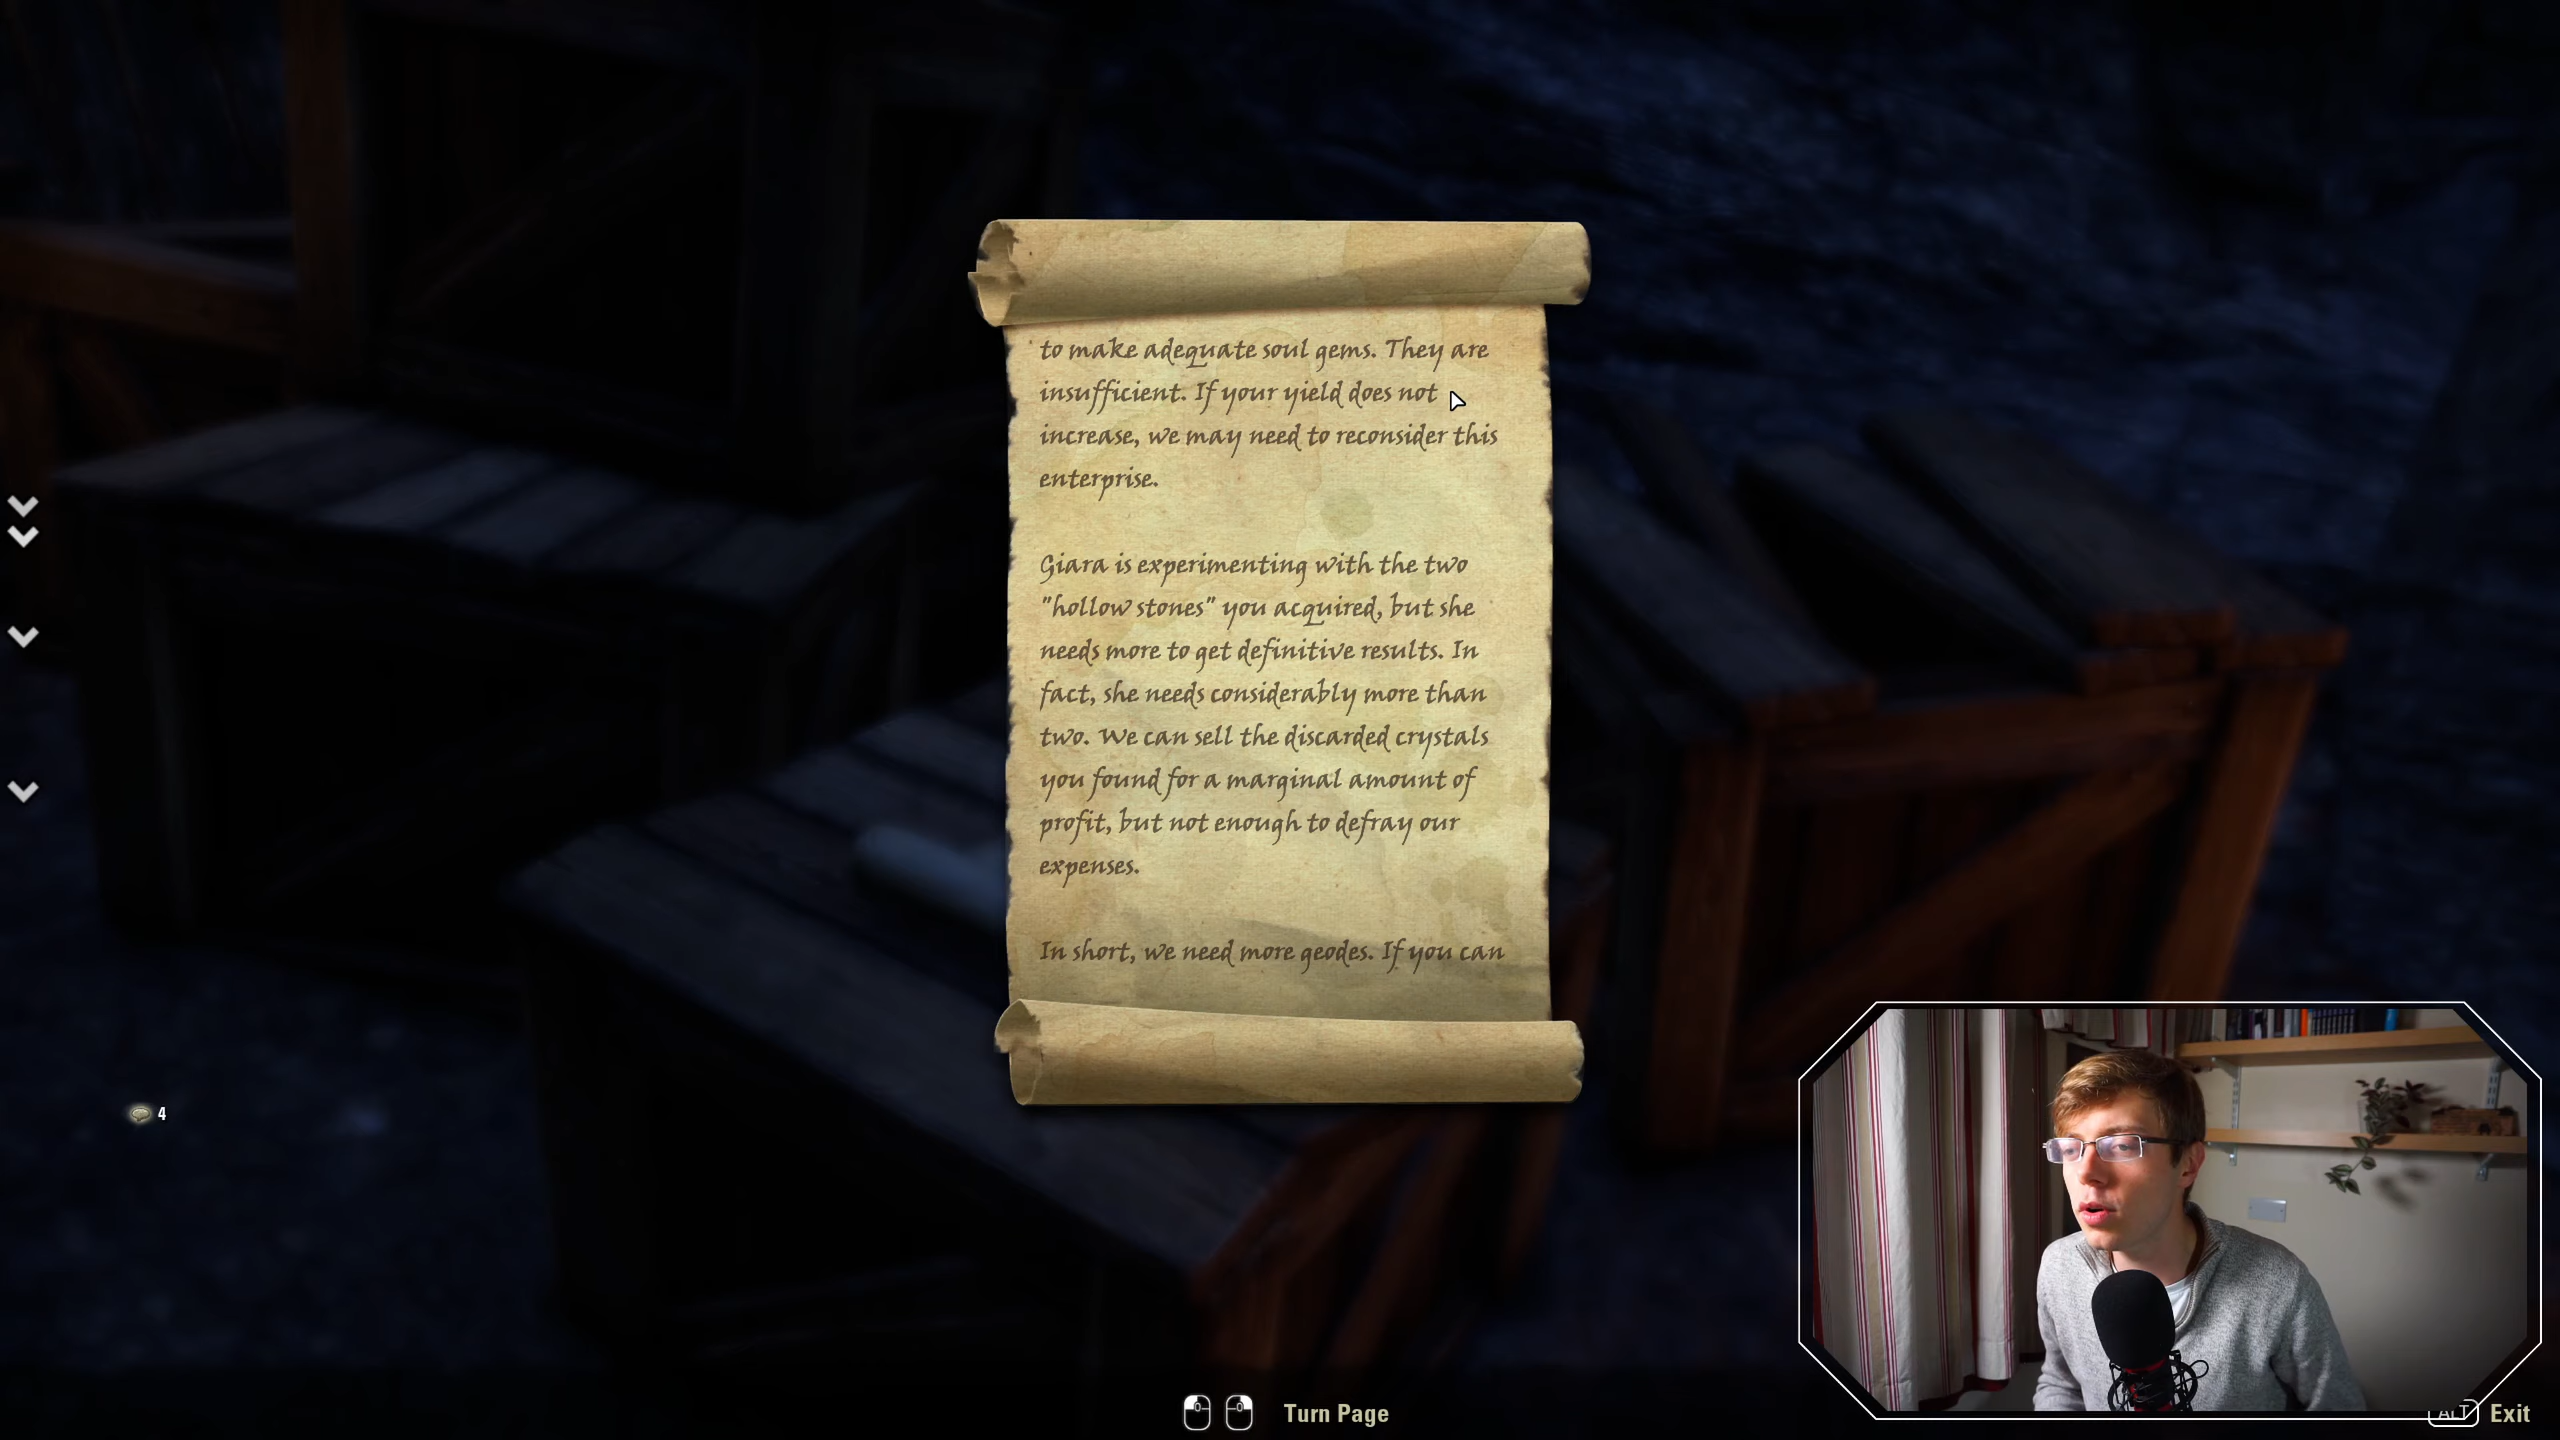 to make adequate soul gems. They are
insufficient. If your yield does not
increase, we may need to reconsider this
enterprise.
Giara is experimenting with the two
"hollow stones" you acquired, but she
needs more to get definitive results. In
fact, she needs considerably more than
two. We can sell the discarded crystals
you found for a marginal amount of
profit, but not enough to defray our
expenses.
In short, we need more geodes. If you can
4
Turn Page
ALT Exit